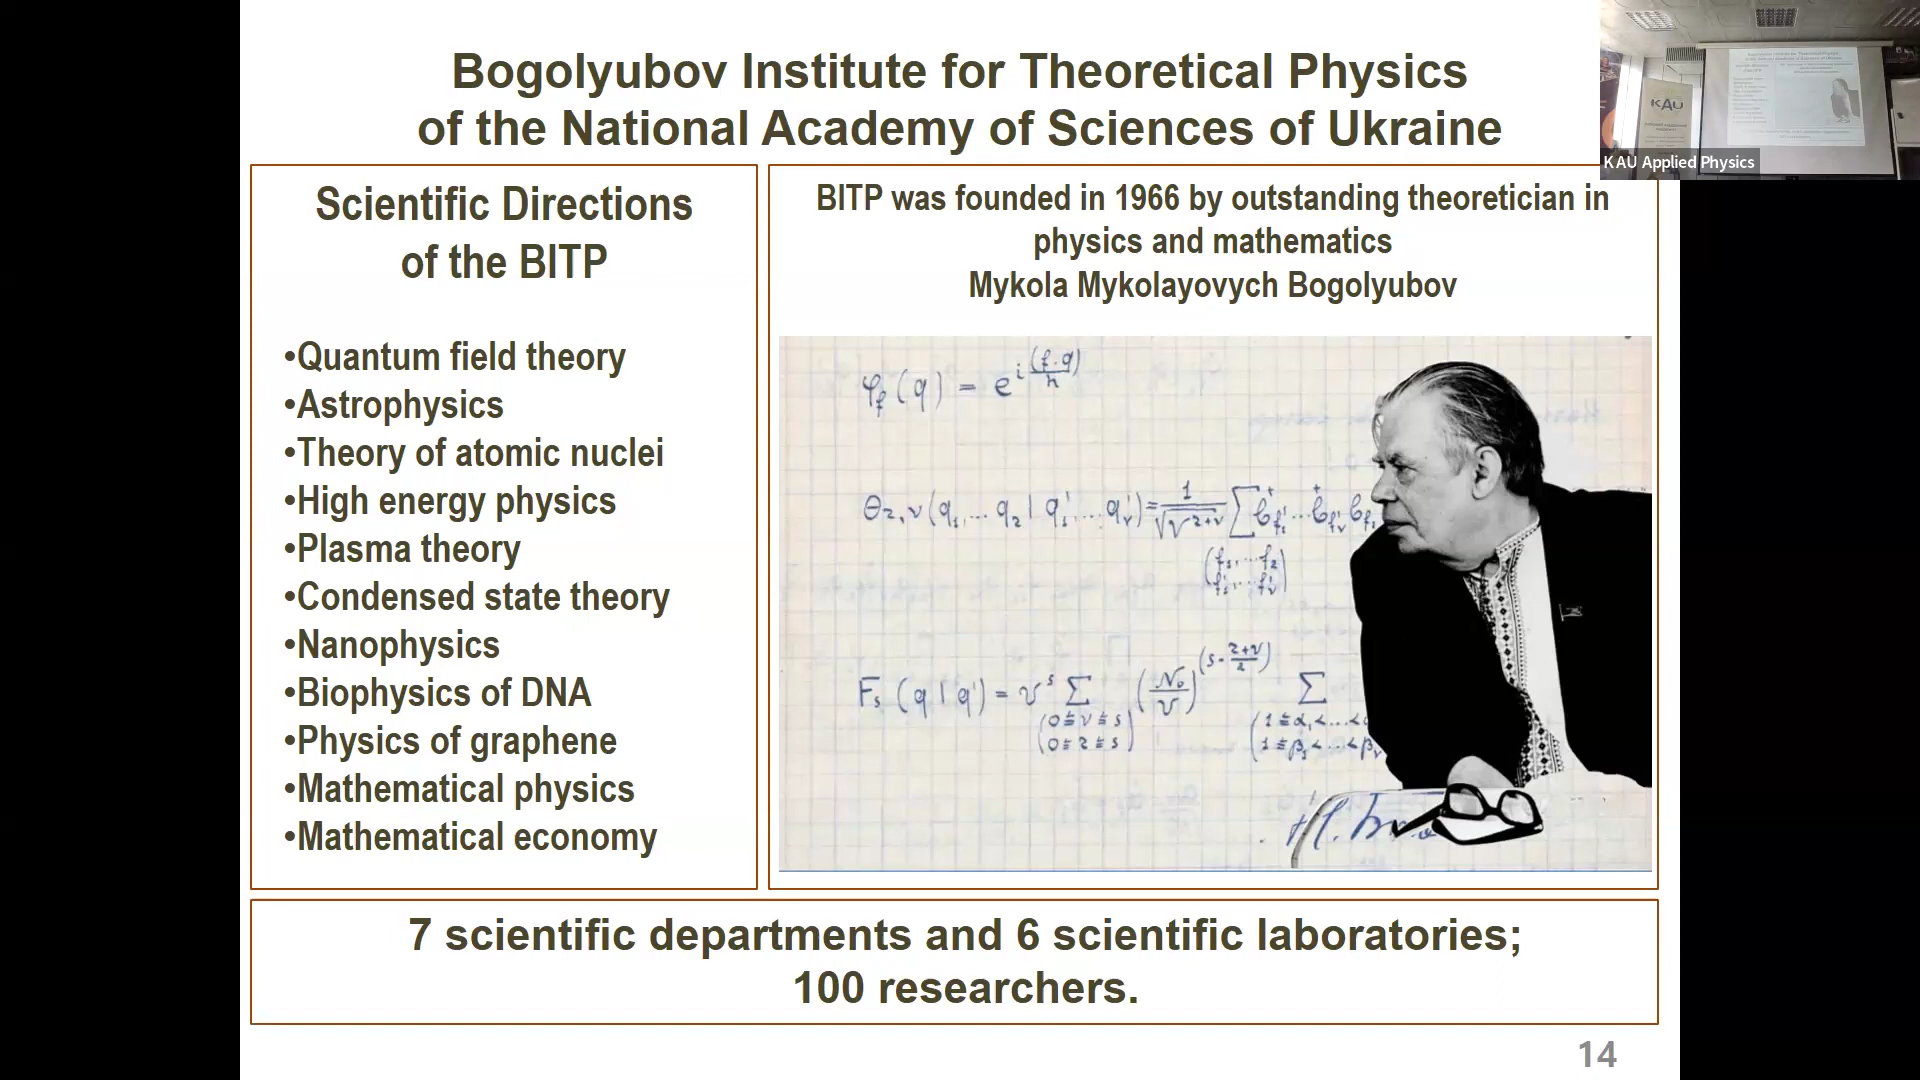 Bogolyubov Institute for Theoretical Physics
of the National Academy of Sciences of Ukraine
KAU
KAU Applied Physics
Scientific Directions
of the BITP
•Quantum field theory
•Astrophysics
•Theory of atomic nuclei
•High energy physics
•Plasma theory
•Condensed state theory
•Nanophysics
•Biophysics of DNA
•Physics of graphene
•Mathematical physics
•Mathematical economy
BITP was founded in 1966 by outstanding theoretician in
physics and mathematics
Mykola Mykolayovych Bogolyubov
φ_f (q) = e^{i (f·q)/h}
7 scientific departments and 6 scientific laboratories;
100 researchers.
14